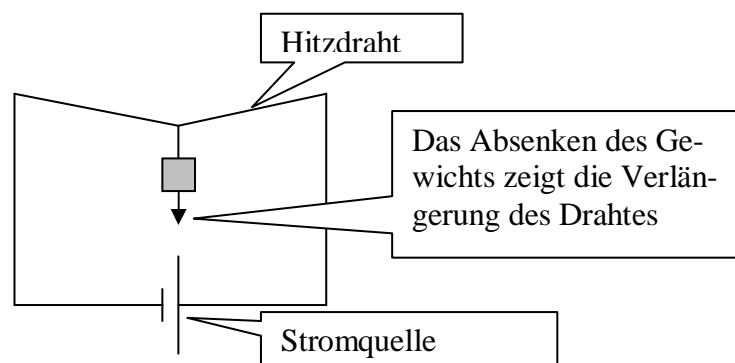 Hitzdraht
Das Absenken des Ge-
wichts zeigt die Verlän-
gerung des Drahtes
Stromquelle